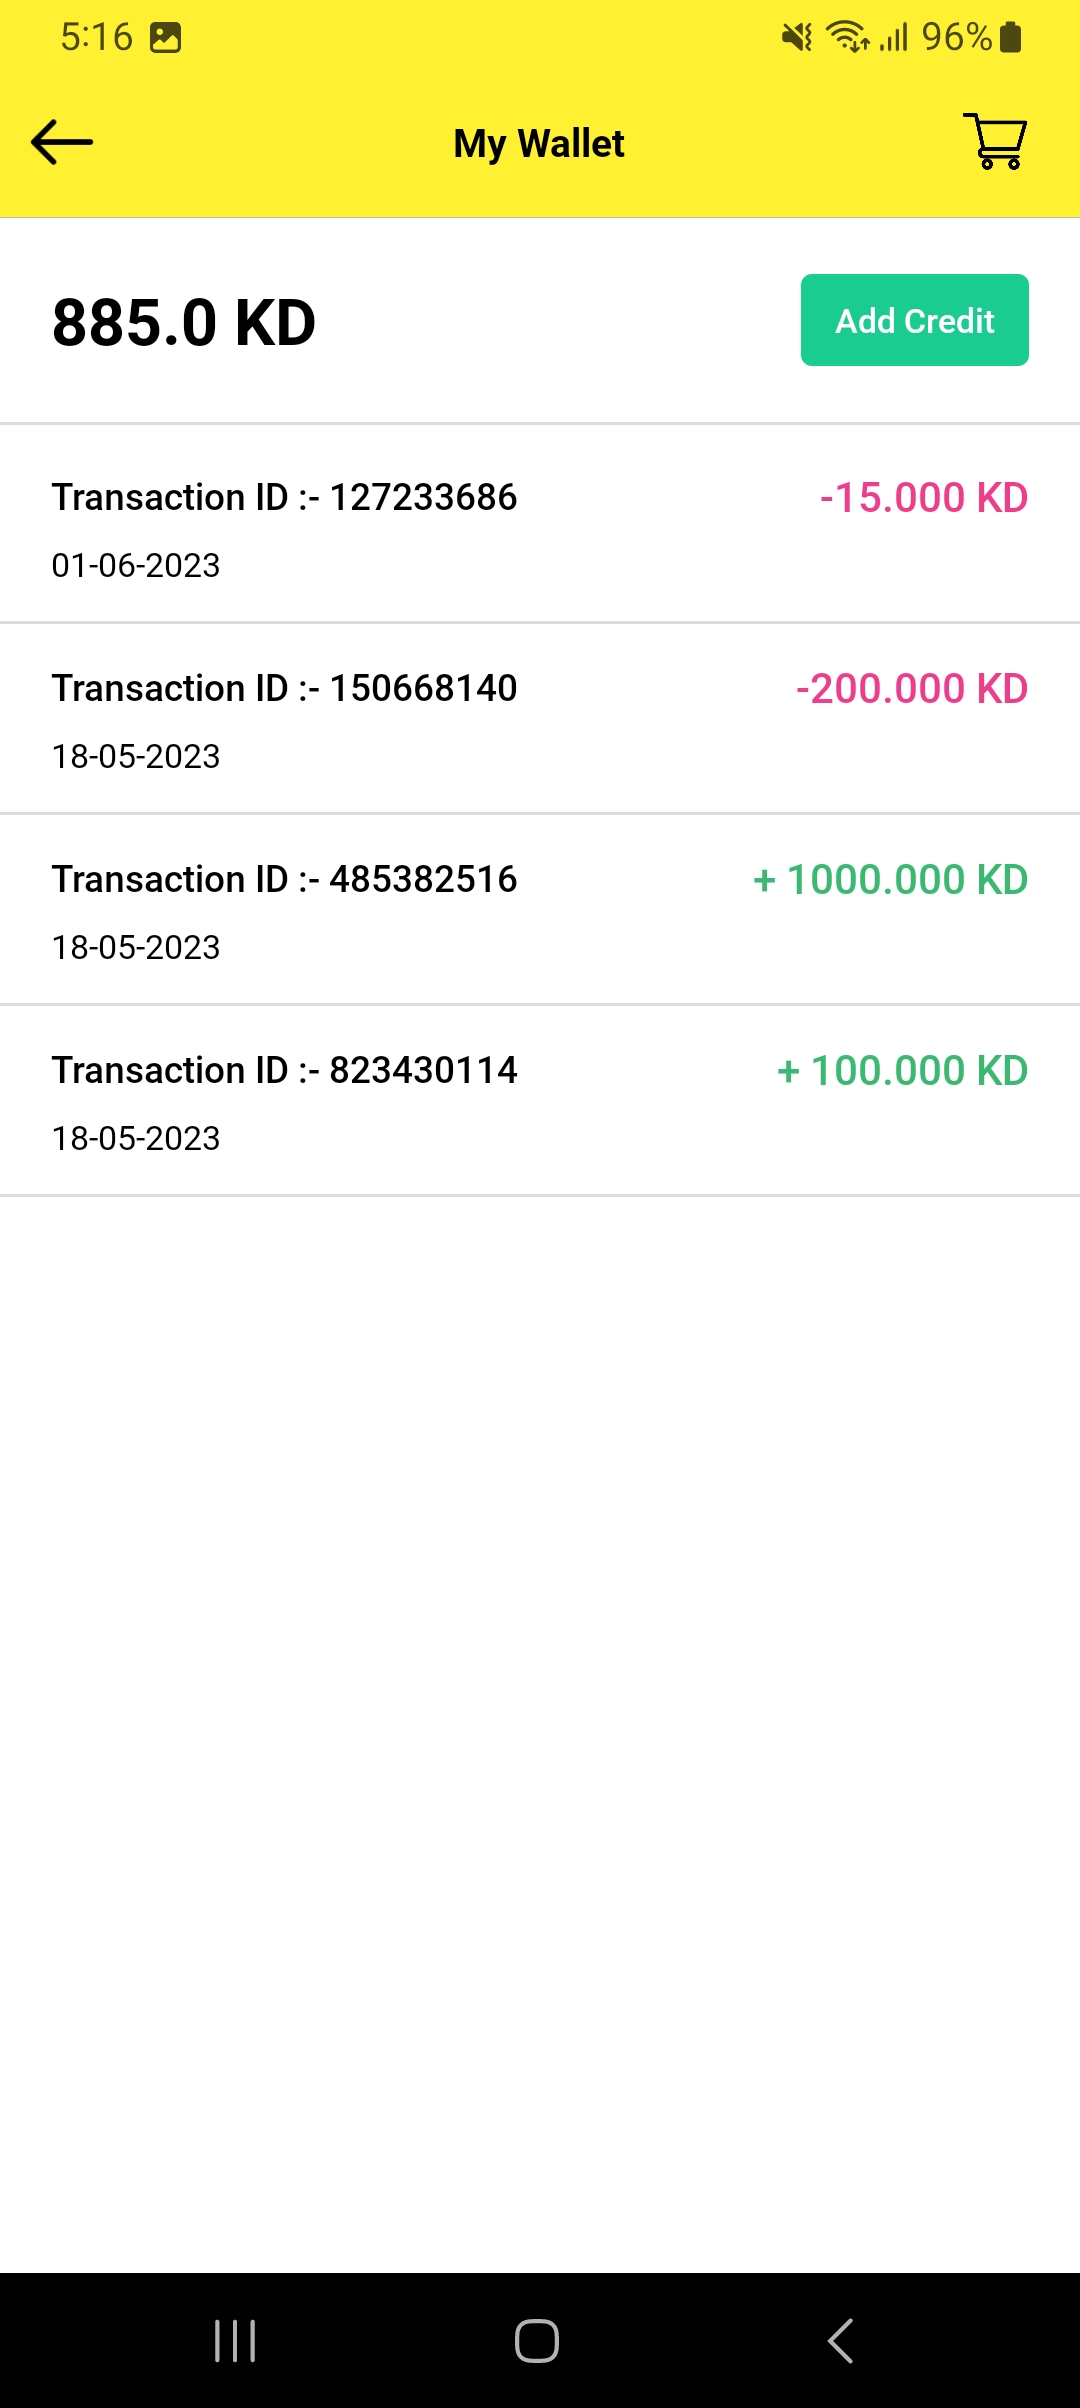 5:16 96%
My Wallet
885.0 KD Add Credit
Transaction ID :- 127233686 -15.000 KD
01-06-2023
Transaction ID :- 150668140 -200.000 KD
18-05-2023
Transaction ID :- 485382516 + 1000.000 KD
18-05-2023
Transaction ID :- 823430114 + 100.000 KD
18-05-2023